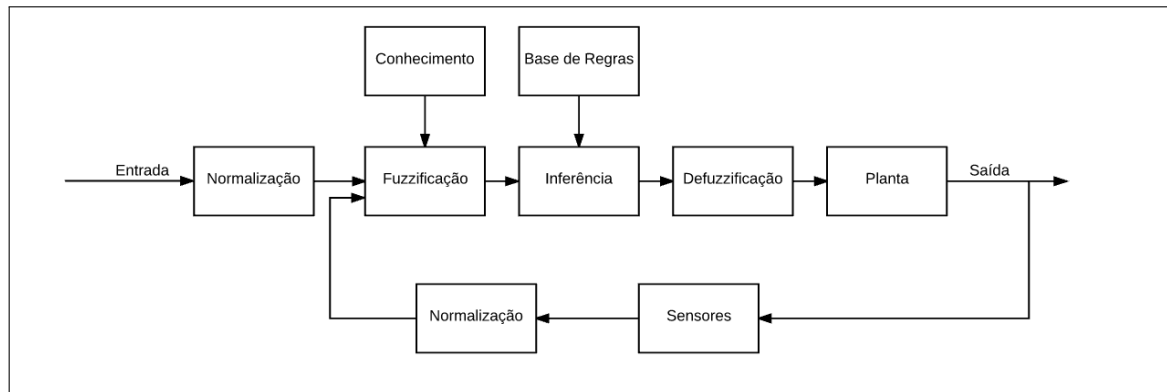 Conhecimento
Base de Regras
Entrada
Normalização
Fuzzificação
Inferência
Defuzzificação
Planta
Saída
Normalização
Sensores